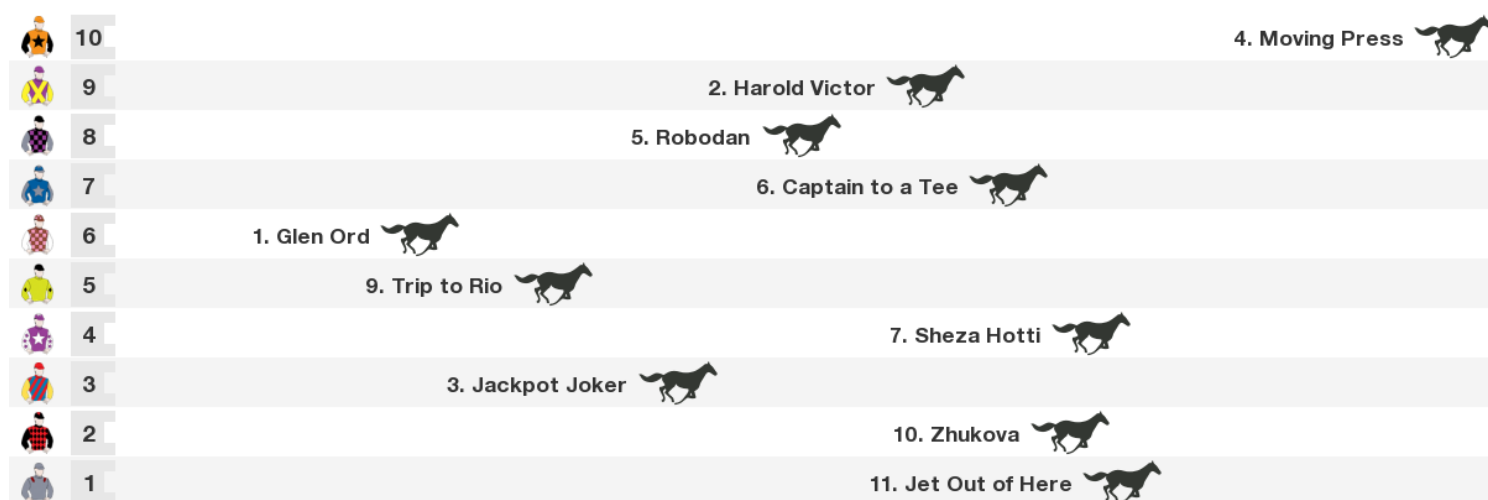 10 4. Moving Press
9 2. Harold Victor
8 5. Robodan
7 6. Captain to a Tee
6 1. Glen Ord
5 9. Trip to Rio
4 7. Sheza Hotti
3 3. Jackpot Joker
2 10. Zhukova
1 11. Jet Out of Here